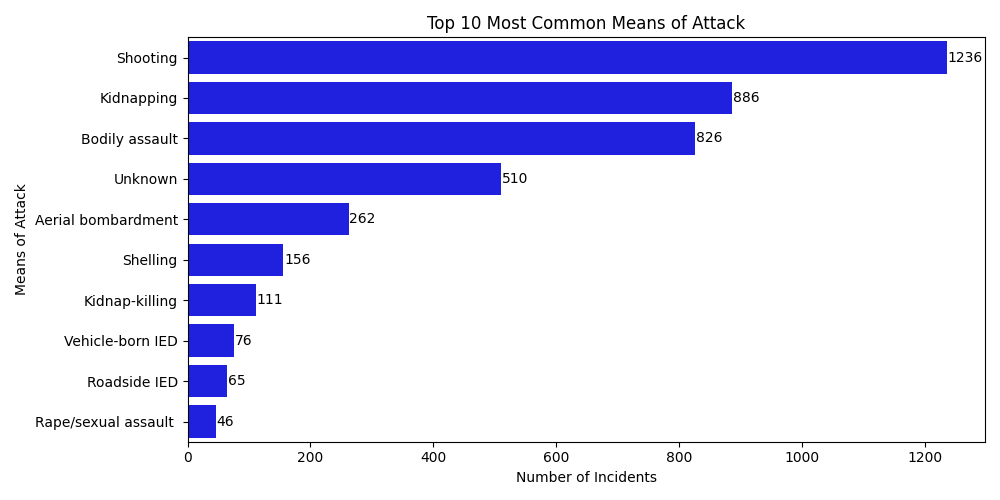 Top 10 Most Common Means of Attack
Means of Attack
Shooting 1236
Kidnapping 886
Bodily assault 826
Unknown 510
Aerial bombardment 262
Shelling 156
Kidnap-killing 111
Vehicle-born IED 76
Roadside IED 65
Rape/sexual assault 46
0 200 400 600 800 1000 1200
Number of Incidents